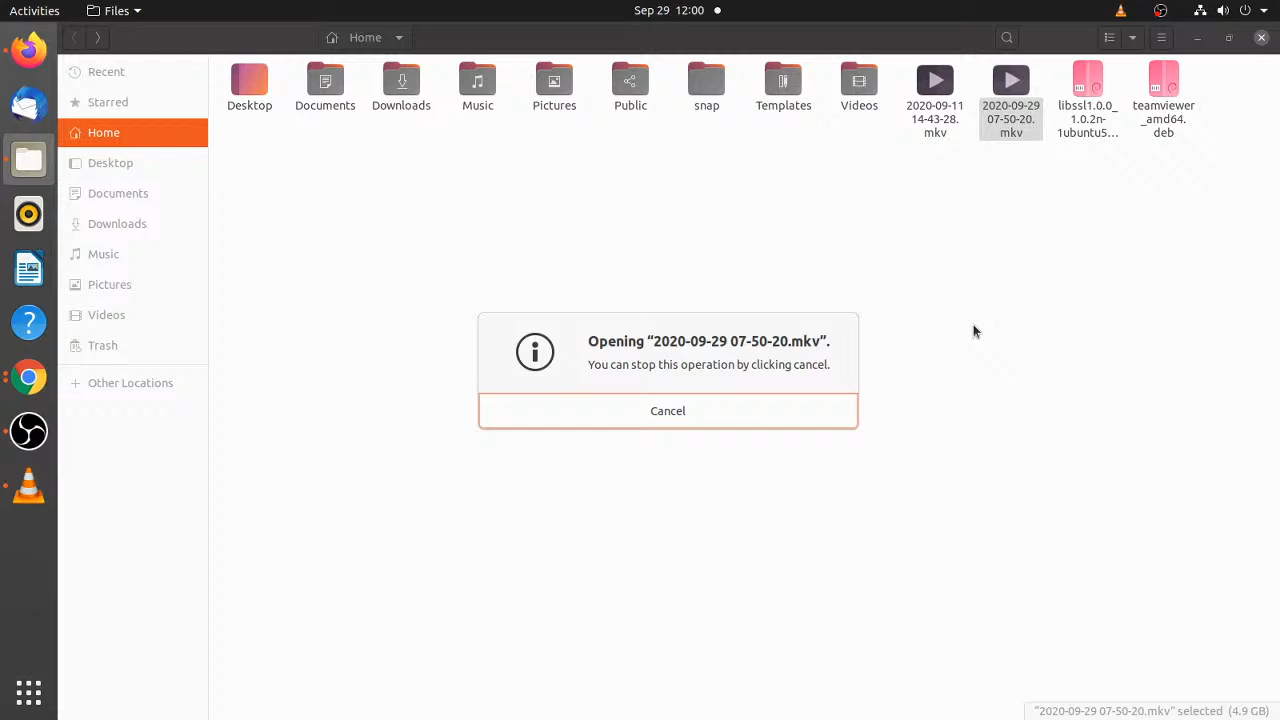 Activities
Files
Sep 29 12:00
Home
Recent
Starred
Home
Desktop
Documents
Downloads
Music
Pictures
Videos
Trash
Other Locations
Desktop
Documents
Downloads
Music
Pictures
Public
snap
Templates
Videos
2020-09-11
14-43-28.
mkv
2020-09-29
07-50-20.
mkv
libssl1.0.0_
1.0.2n-
1ubuntu5...
teamviewer
_amd64.
deb
Opening “2020-09-29 07-50-20.mkv”.
You can stop this operation by clicking cancel.
Cancel
“2020-09-29 07-50-20.mkv” selected (4.9 GB)